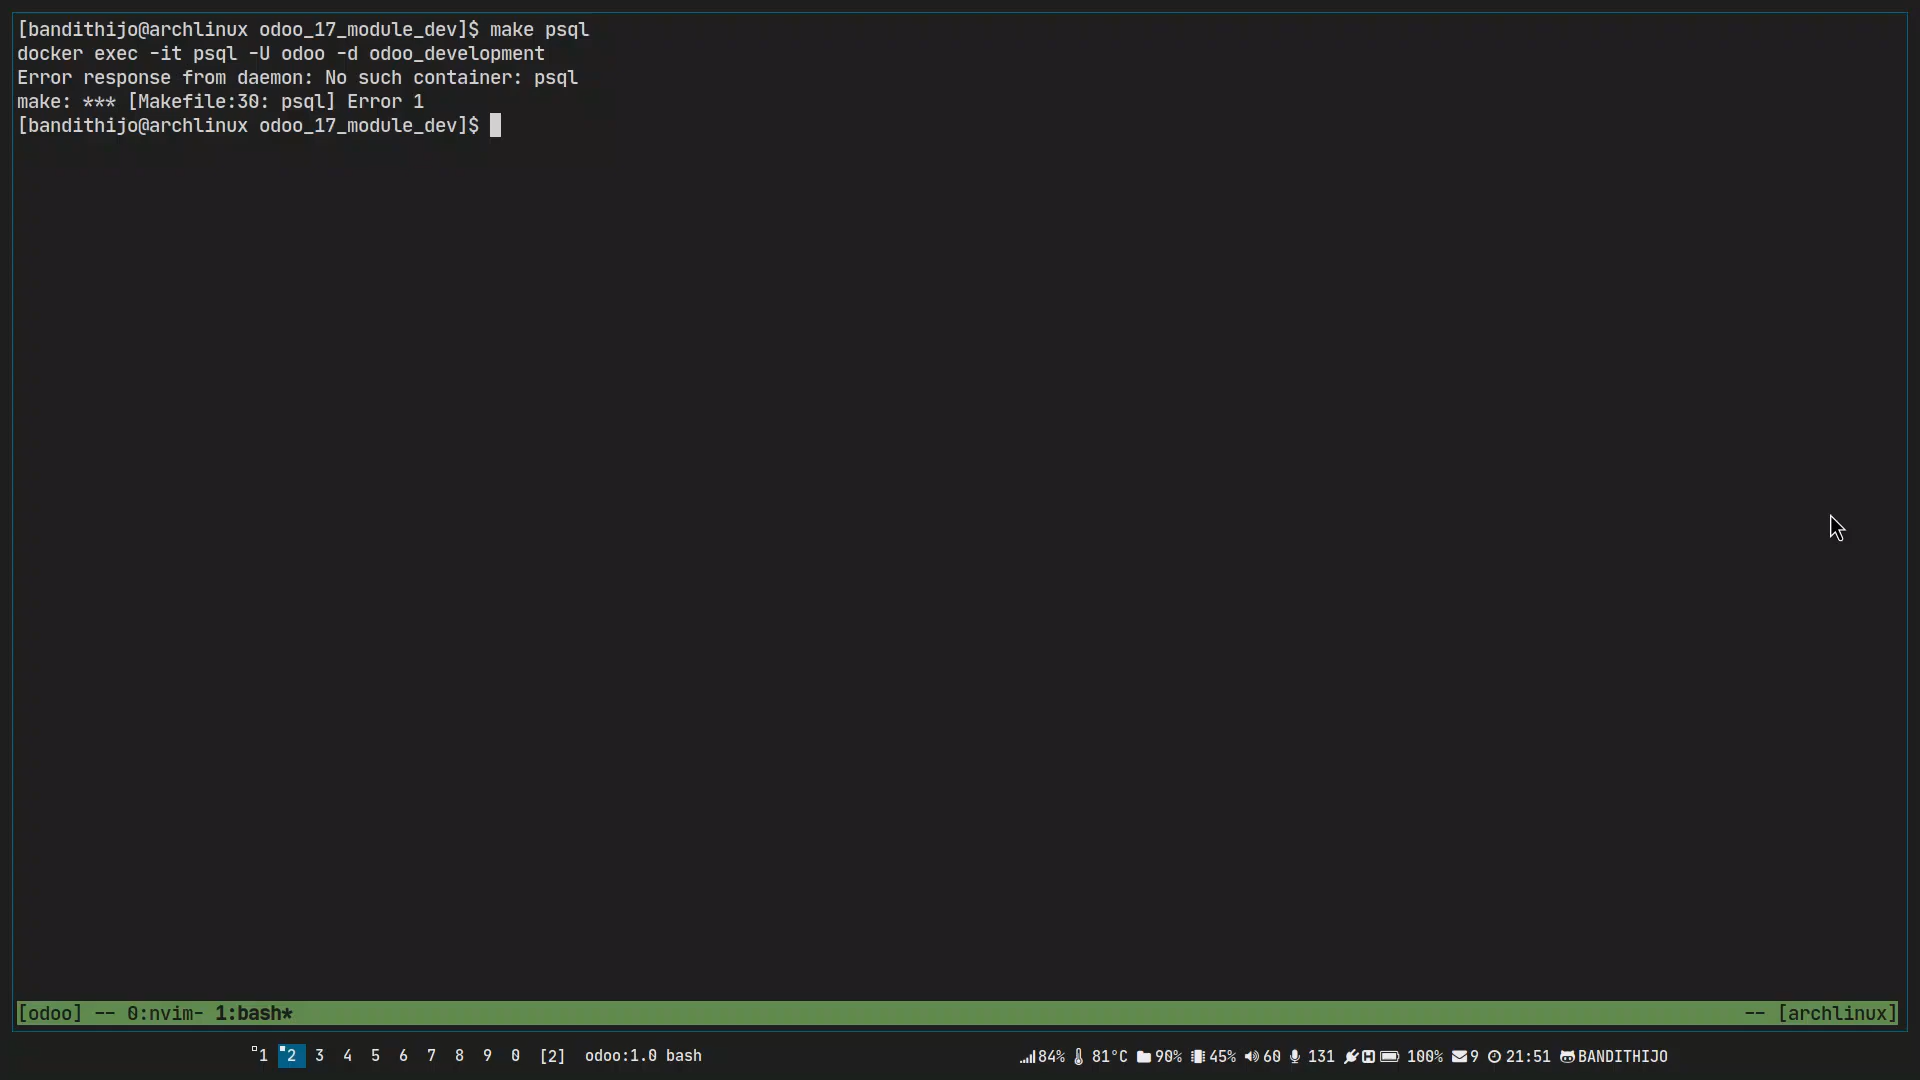 [bandithijo@archlinux odoo_17_module_dev]$ make psql
docker exec -it psql -U odoo -d odoo_development
Error response from daemon: No such container: psql
make: *** [Makefile:30: psql] Error 1
[bandithijo@archlinux odoo_17_module_dev]$
[odoo] -- 0:nvim- 1:bash* -- [archlinux]
1 2 3 4 5 6 7 8 9 0 [2] odoo:1.0 bash 84% 81°C 90% 45% 60 131 H 100% 9 21:51 BANDITHIJO